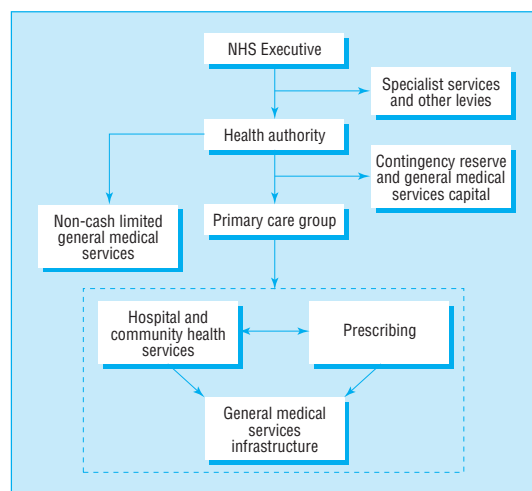 NHS Executive
Specialist services
and other levies
Health authority
Contingency reserve
and general medical
services capital
Non-cash limited
general medical
services
Primary care group
Hospital and
community health
services
Prescribing
General medical
services
infrastructure